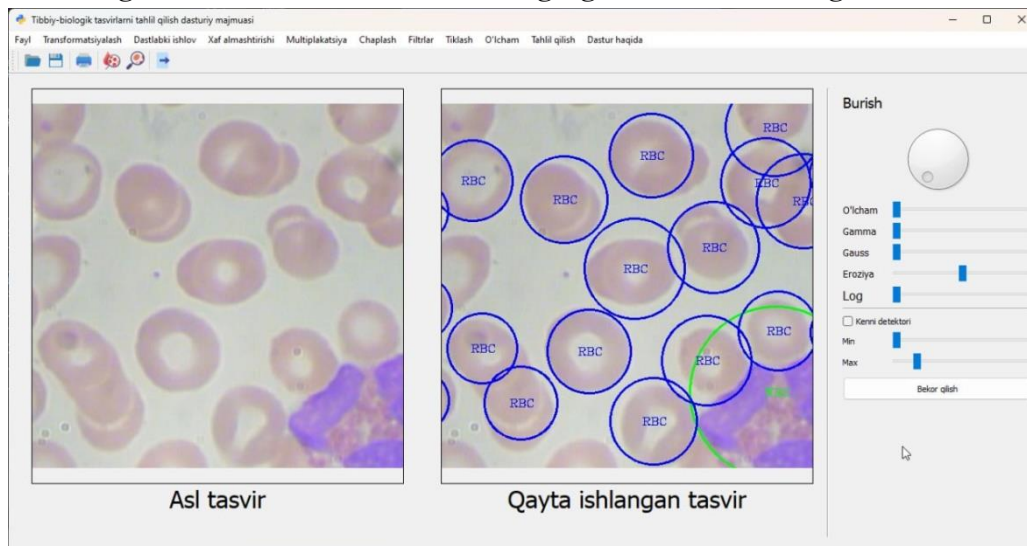 Tibbiy-biologik tasvirlarni tahlil qilish dasturiy majmuasi
Fayl Transformatsiyalash Dastlabki ishlov Xaf almashtirishi Multiplakatsiya Chaplash Filtrlar Tiklash O'lcham Tahlil qilish Dastur haqida
Burish
RBC
RBC
RBC
RBC
RBC
RBC
RBC
RBC
RBC
RBC
RBC
RBC
RBC
O'lcham
Gamma
Gauss
Eroziya
Log
Kenni detektori
Min
Max
Bekor qilish
Asl tasvir
Qayta ishlangan tasvir